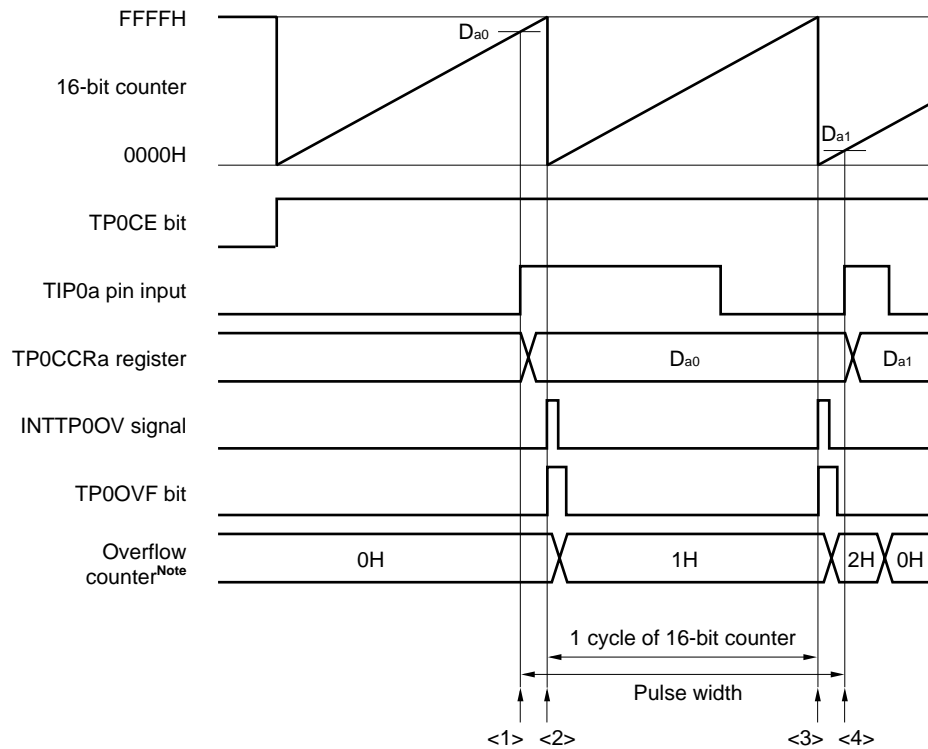 FFFFH
Da0
16-bit counter
Da1
0000H
TP0CE bit
TIP0a pin input
TP0CCRa register
Da0
Da1
INTTP0OV signal
TP0OVF bit
Overflow
counterNote
0H
1H
2H
0H
1 cycle of 16-bit counter
Pulse width
<1> <2> <3> <4>